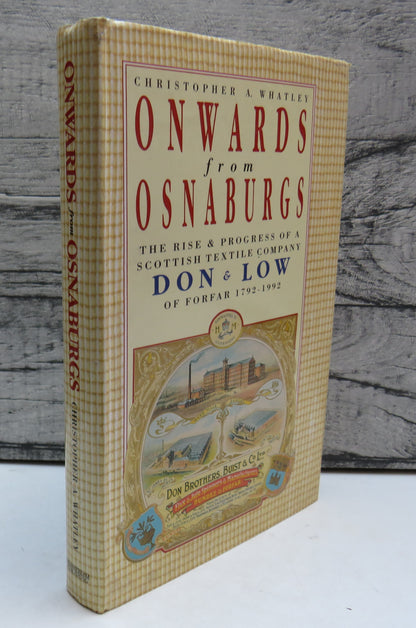 CHRISTOPHER A. WHATLEY
ONWARDS
from
OSNABURGS
THE RISE & PROGRESS OF A
SCOTTISH TEXTILE COMPANY
DON & LOW
OF FORFAR 1792-1992
DON BROTHERS, BUIST & CO LTD
ONWARDS from OSNABURGS
CHRISTOPHER A. WHATLEY